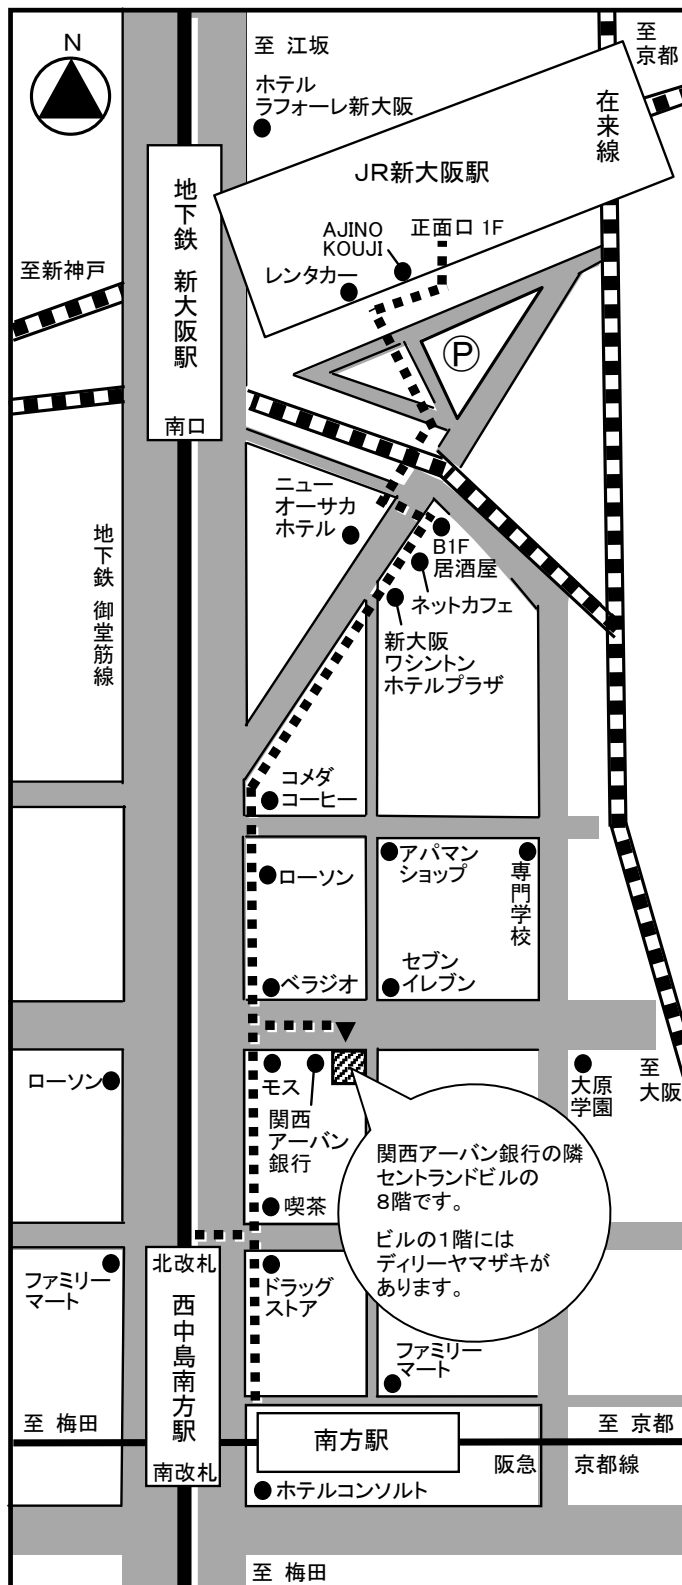 N
至 江坂
至
京都
ホテル
ラフォーレ新大阪
在来線
JR新大阪駅
地下鉄 新大阪駅
南口
AJINO
KOUJI
正面口 1F
レンタカー
至新神戸
P
ニュー
オーサカ
ホテル
B1F
居酒屋
ネットカフェ
新大阪
ワシントン
ホテルプラザ
地下鉄 御堂筋線
コメダ
コーヒー
ローソン
アパマン
ショップ
専門学校
ベラジオ
セブン
イレブン
ローソン
モス
関西
アーバン
銀行
大原
学園
至
大阪
関西アーバン銀行の隣
セントランドビルの
8階です。
ビルの1階には
ディリーヤマザキが
あります。
喫茶
北改札
西中島南方駅
南改札
ファミリー
マート
ドラッグ
ストア
ファミリー
マート
至 梅田
南方駅
至 京都
阪急 京都線
ホテルコンソルト
至 梅田